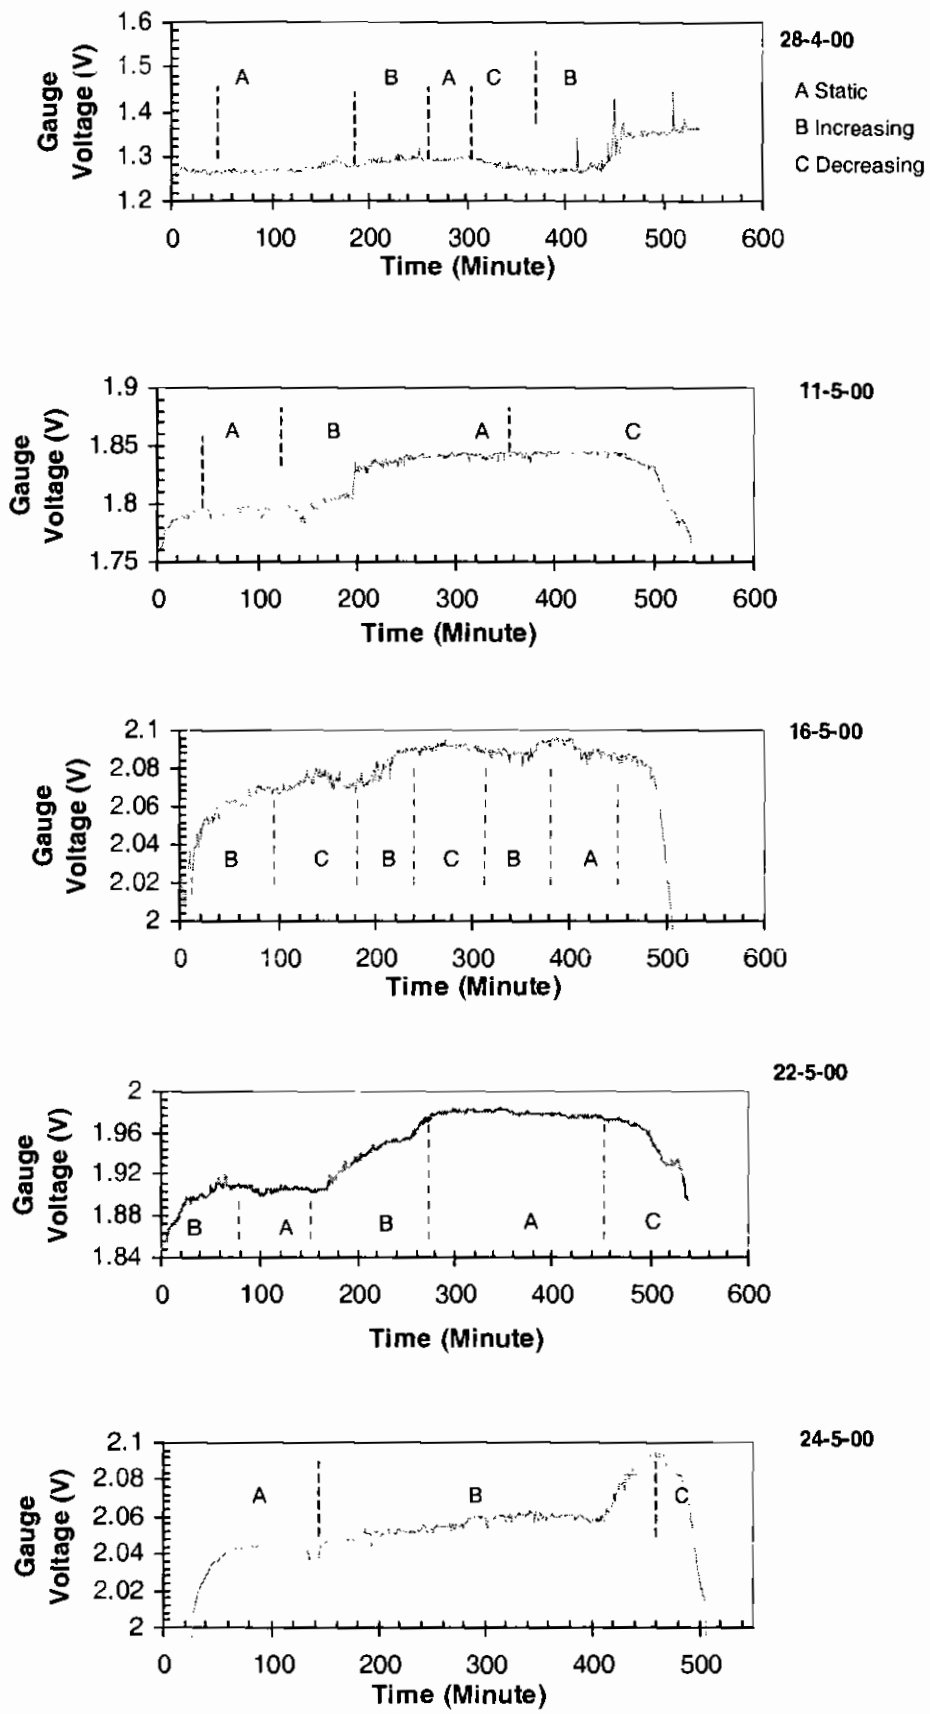 1.6
28-4-00
1.5
A B A C B
A Static
1.4
B Increasing
1.3
C Decreasing
1.2
Gauge
Voltage (V)
0 100 200 300 400 500 600
Time (Minute)
1.9
11-5-00
A B A C
1.85
1.8
1.75
Gauge
Voltage (V)
0 100 200 300 400 500 600
Time (Minute)
2.1
16-5-00
2.08
2.06
2.04
B C B C B A
2.02
2
Gauge
Voltage (V)
0 100 200 300 400 500 600
Time (Minute)
22-5-00
2
1.96
1.92
1.88
B A B A C
1.84
Gauge
Voltage (V)
0 100 200 300 400 500 600
Time (Minute)
24-5-00
2.1
2.08
A B C
2.06
2.04
2.02
2
Gauge
Voltage (V)
0 100 200 300 400 500
Time (Minute)